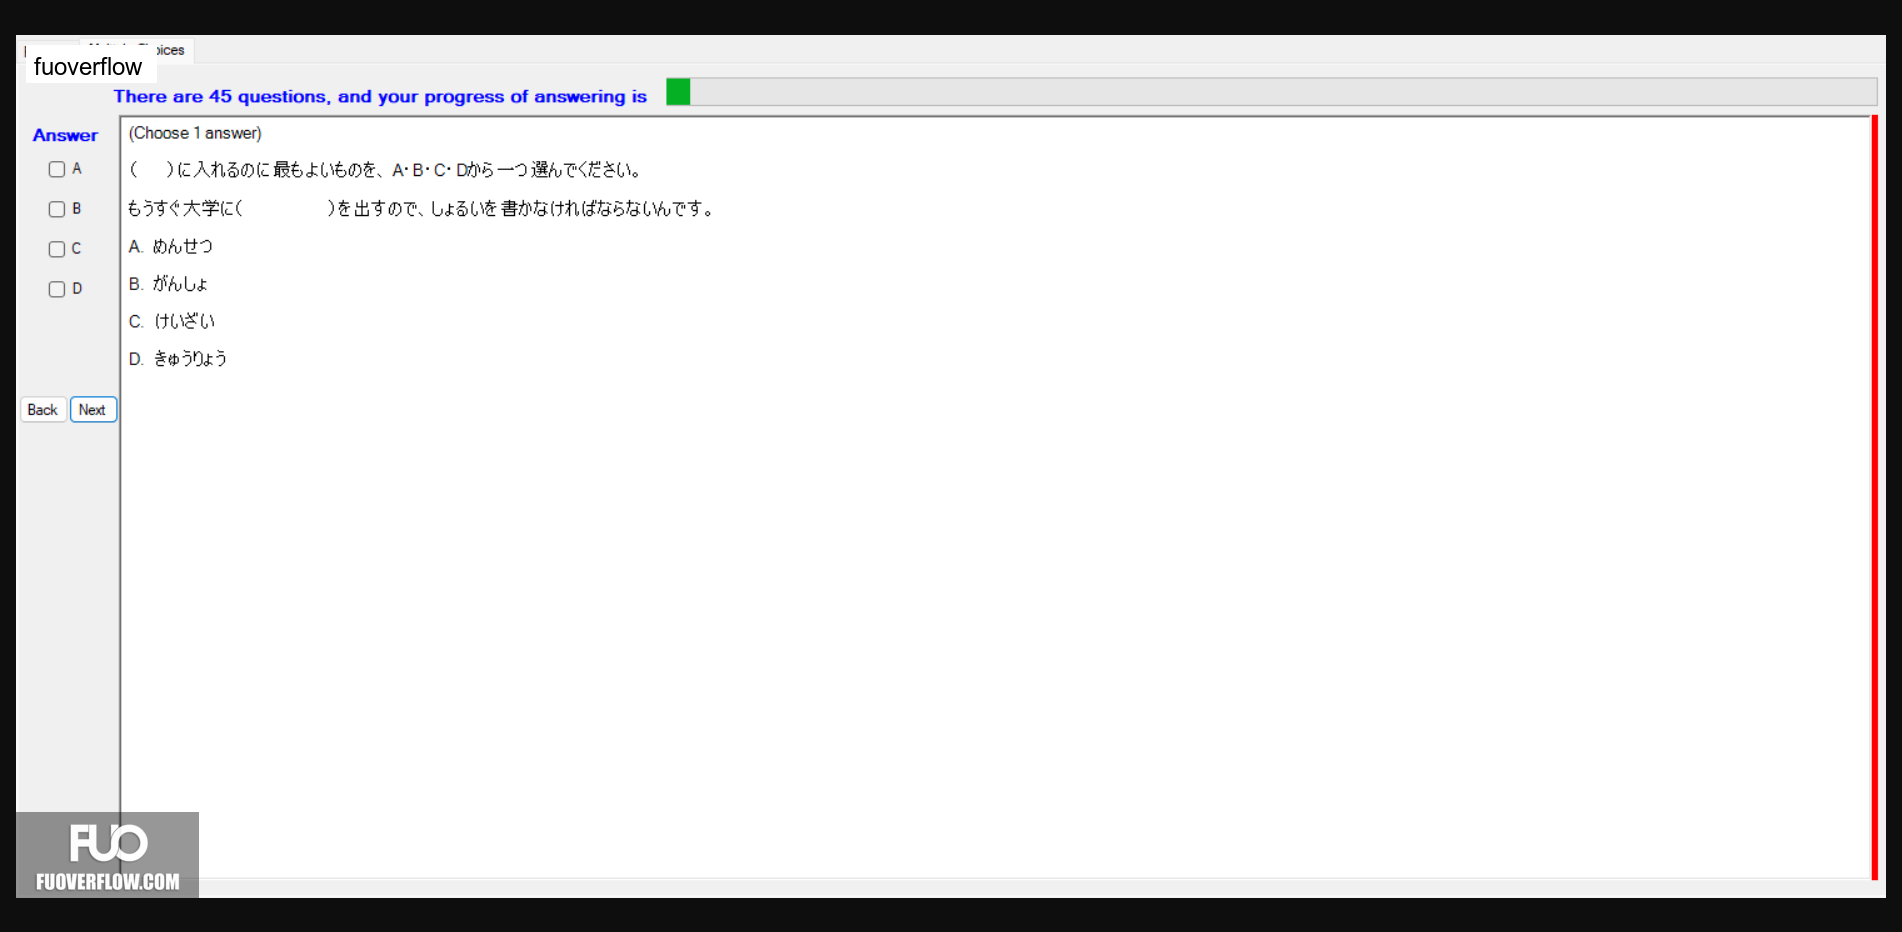 oices
fuoverflow
There are 45 questions, and your progress of answering is
Answer
(Choose 1 answer)
A
(　)に入れるのに最もよいものを、A・B・C・Dから一つ選んでください。
B
もうすぐ大学に(　　　)を出すので、しょるいを書かなければならないんです。
C
A. めんせつ
D
B. がんしょ
C. けいざい
D. きゅうりょう
Back Next
FUO
FUOVERFLOW.COM